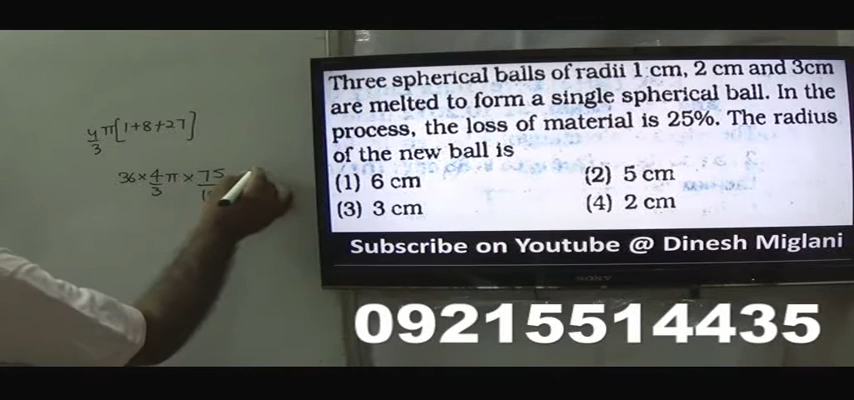 4/3 π[1+8+27]
36 × 4/3 π × 75
Three spherical balls of radii 1 cm, 2 cm and 3cm
are melted to form a single spherical ball. In the
process, the loss of material is 25%. The radius
of the new ball is
(1) 6 cm (2) 5 cm
(3) 3 cm (4) 2 cm
Subscribe on Youtube @ Dinesh Miglani
SONY
09215514435